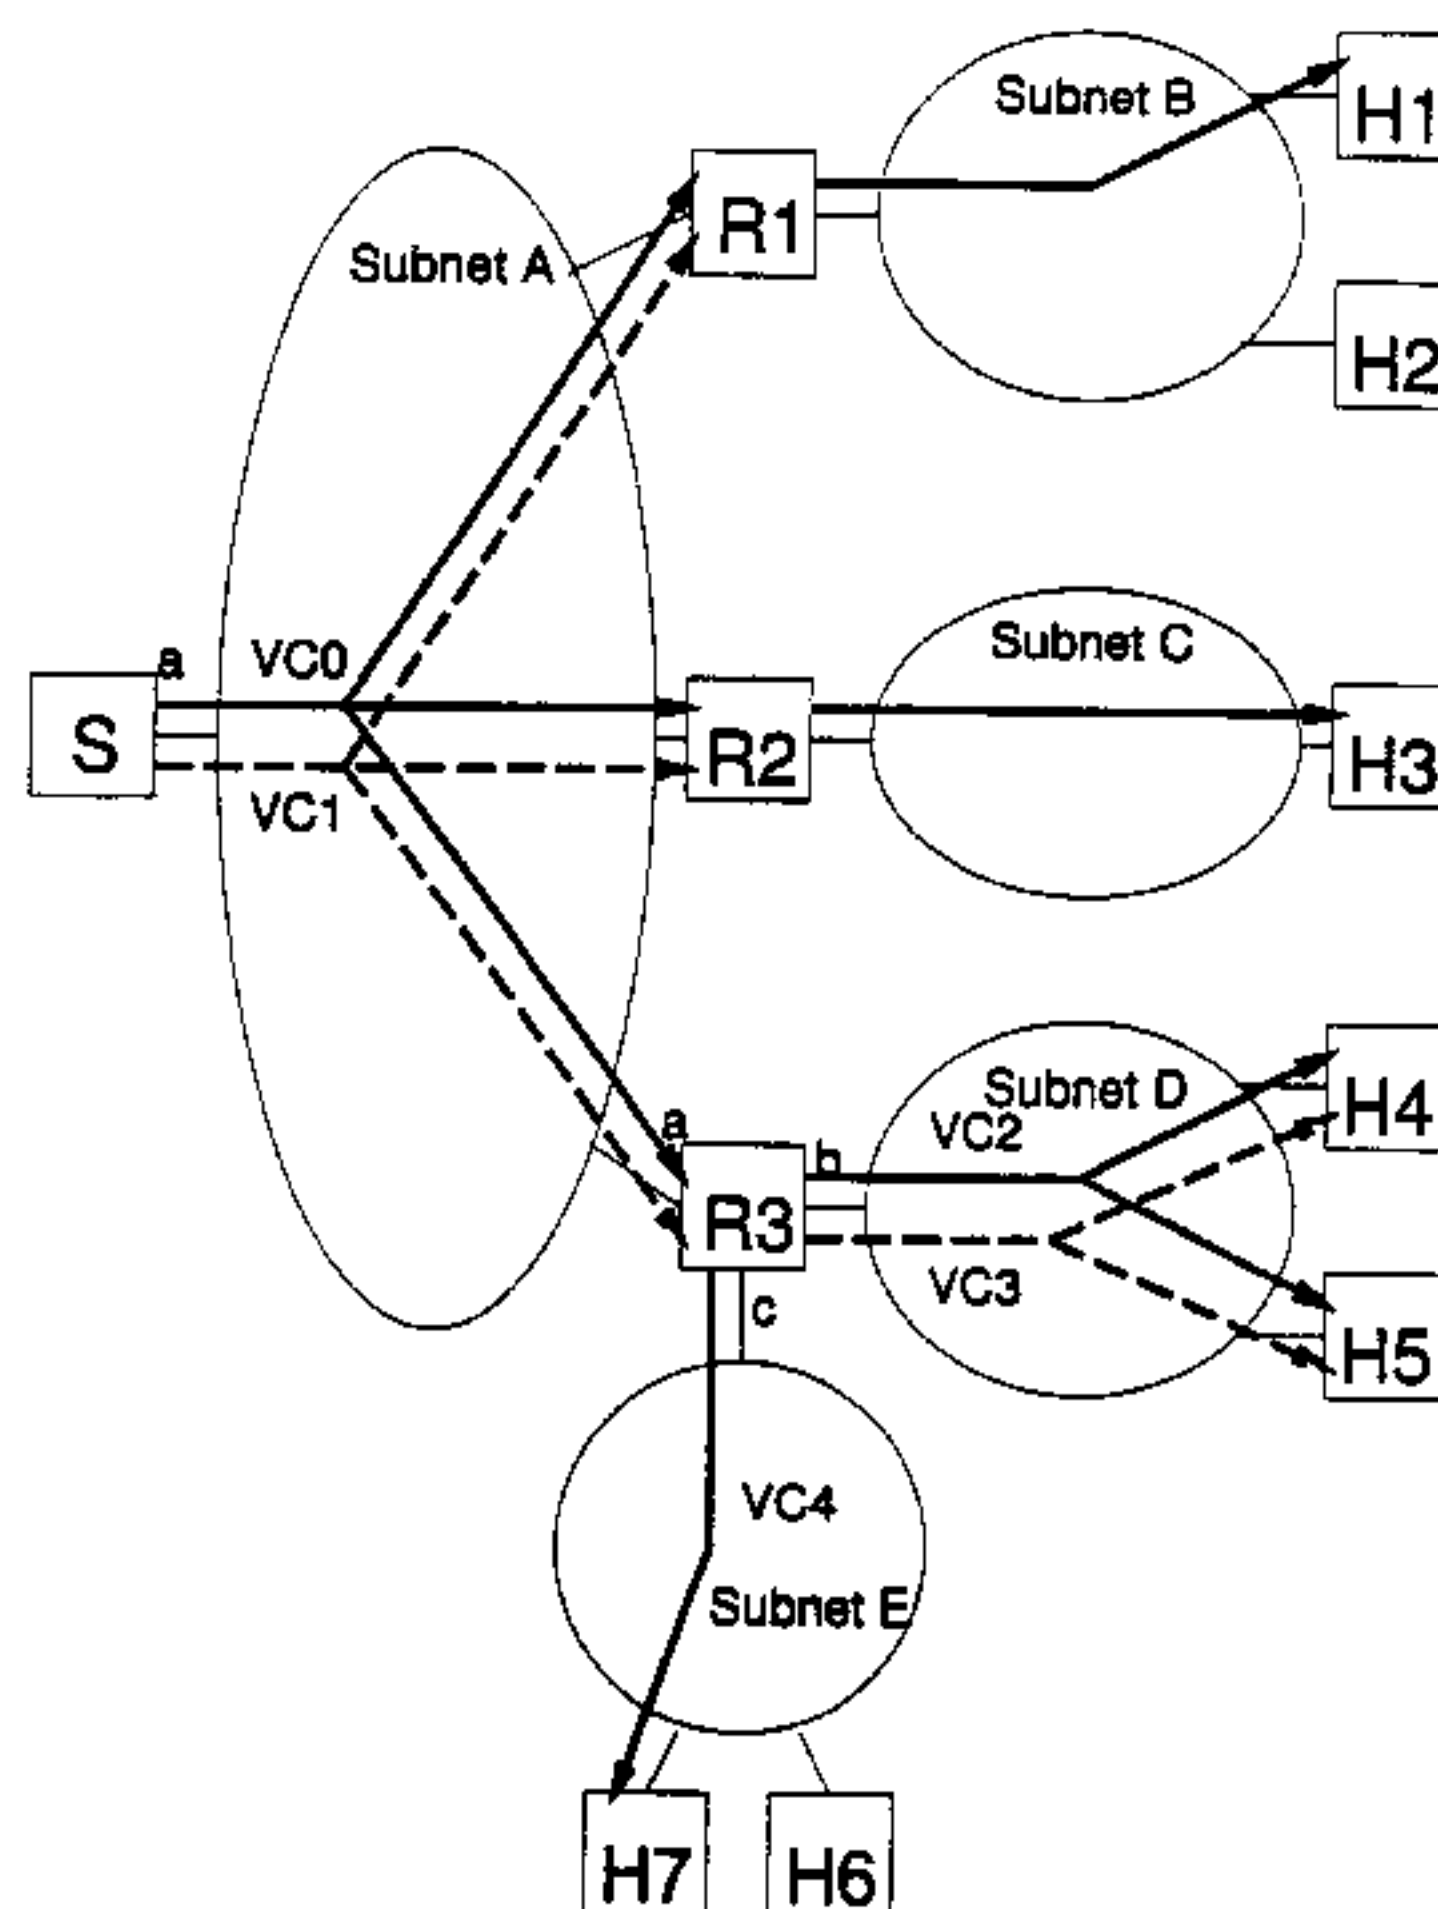 Subnet B
H1
R1
Subnet A
H2
Subnet C
a
VC0
S
R2
H3
VC1
Subnet D
H4
a
VC2
b
R3
VC3
c
H5
VC4
Subnet E
H7
H6